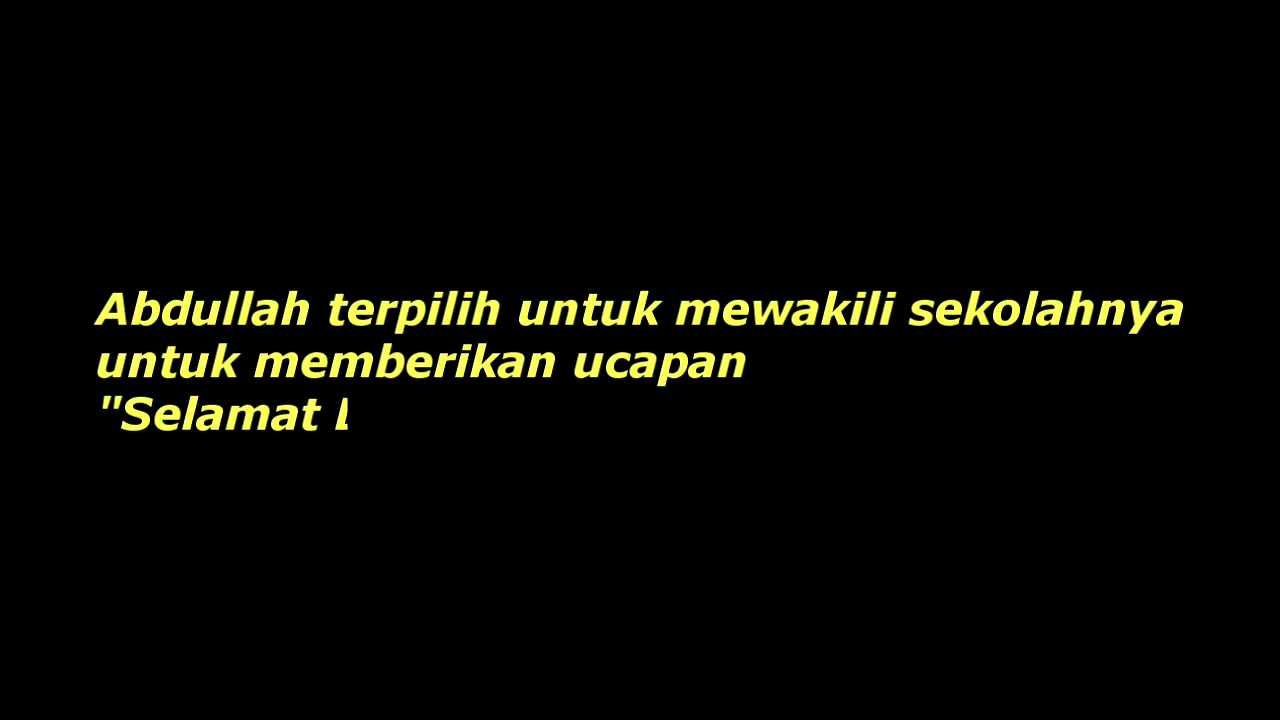 Abdullah terpilih untuk mewakili sekolahnya
untuk memberikan ucapan
"Selamat